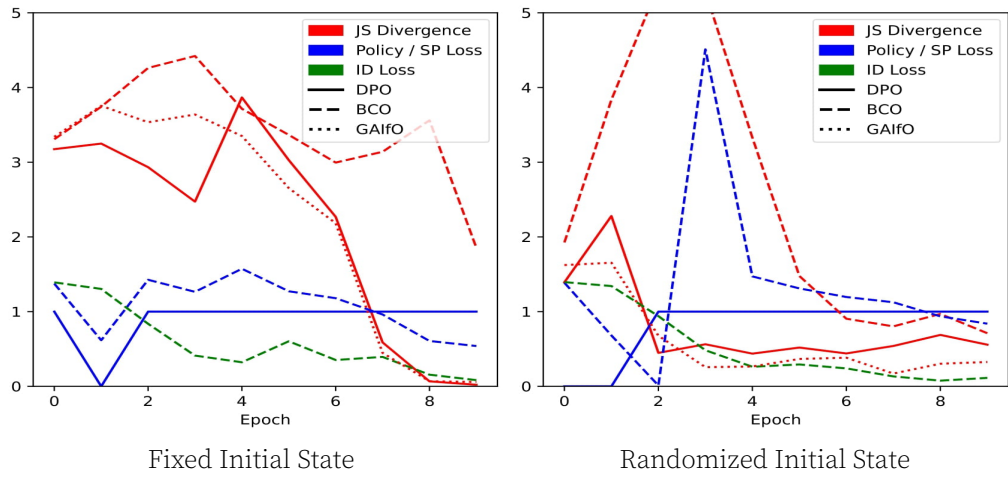 5
4
3
2
1
0
0 2 4 6 8
Epoch
JS Divergence
Policy / SP Loss
ID Loss
DPO
BCO
GAIfO
Fixed Initial State
5
4
3
2
1
0
0 2 4 6 8
Epoch
JS Divergence
Policy / SP Loss
ID Loss
DPO
BCO
GAIfO
Randomized Initial State